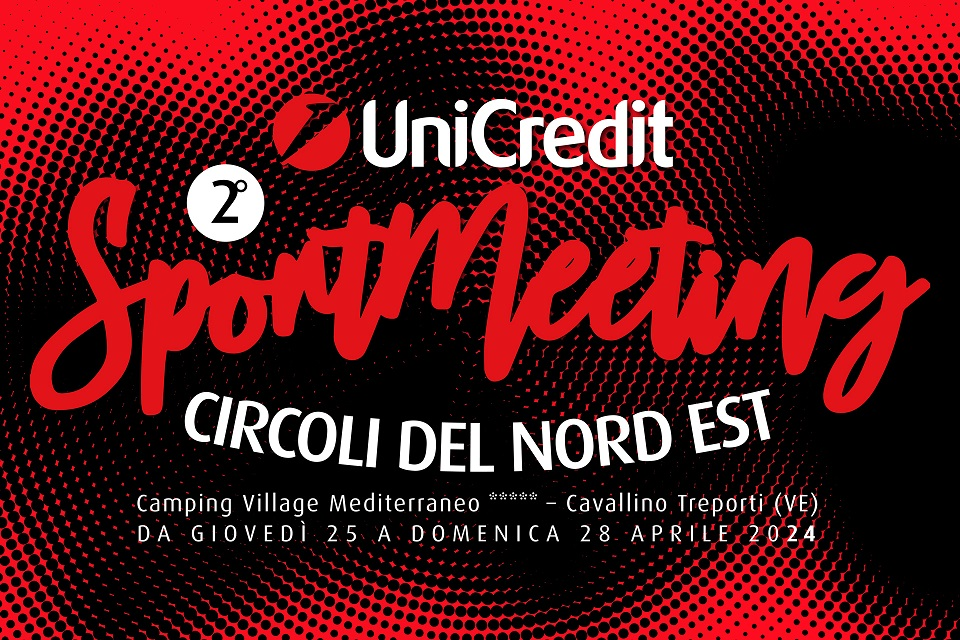 UniCredit
2°
SportMeeting
CIRCOLI DEL NORD EST
Camping Village Mediterraneo ***** – Cavallino Treporti (VE)
DA GIOVEDÌ 25 A DOMENICA 28 APRILE 2024